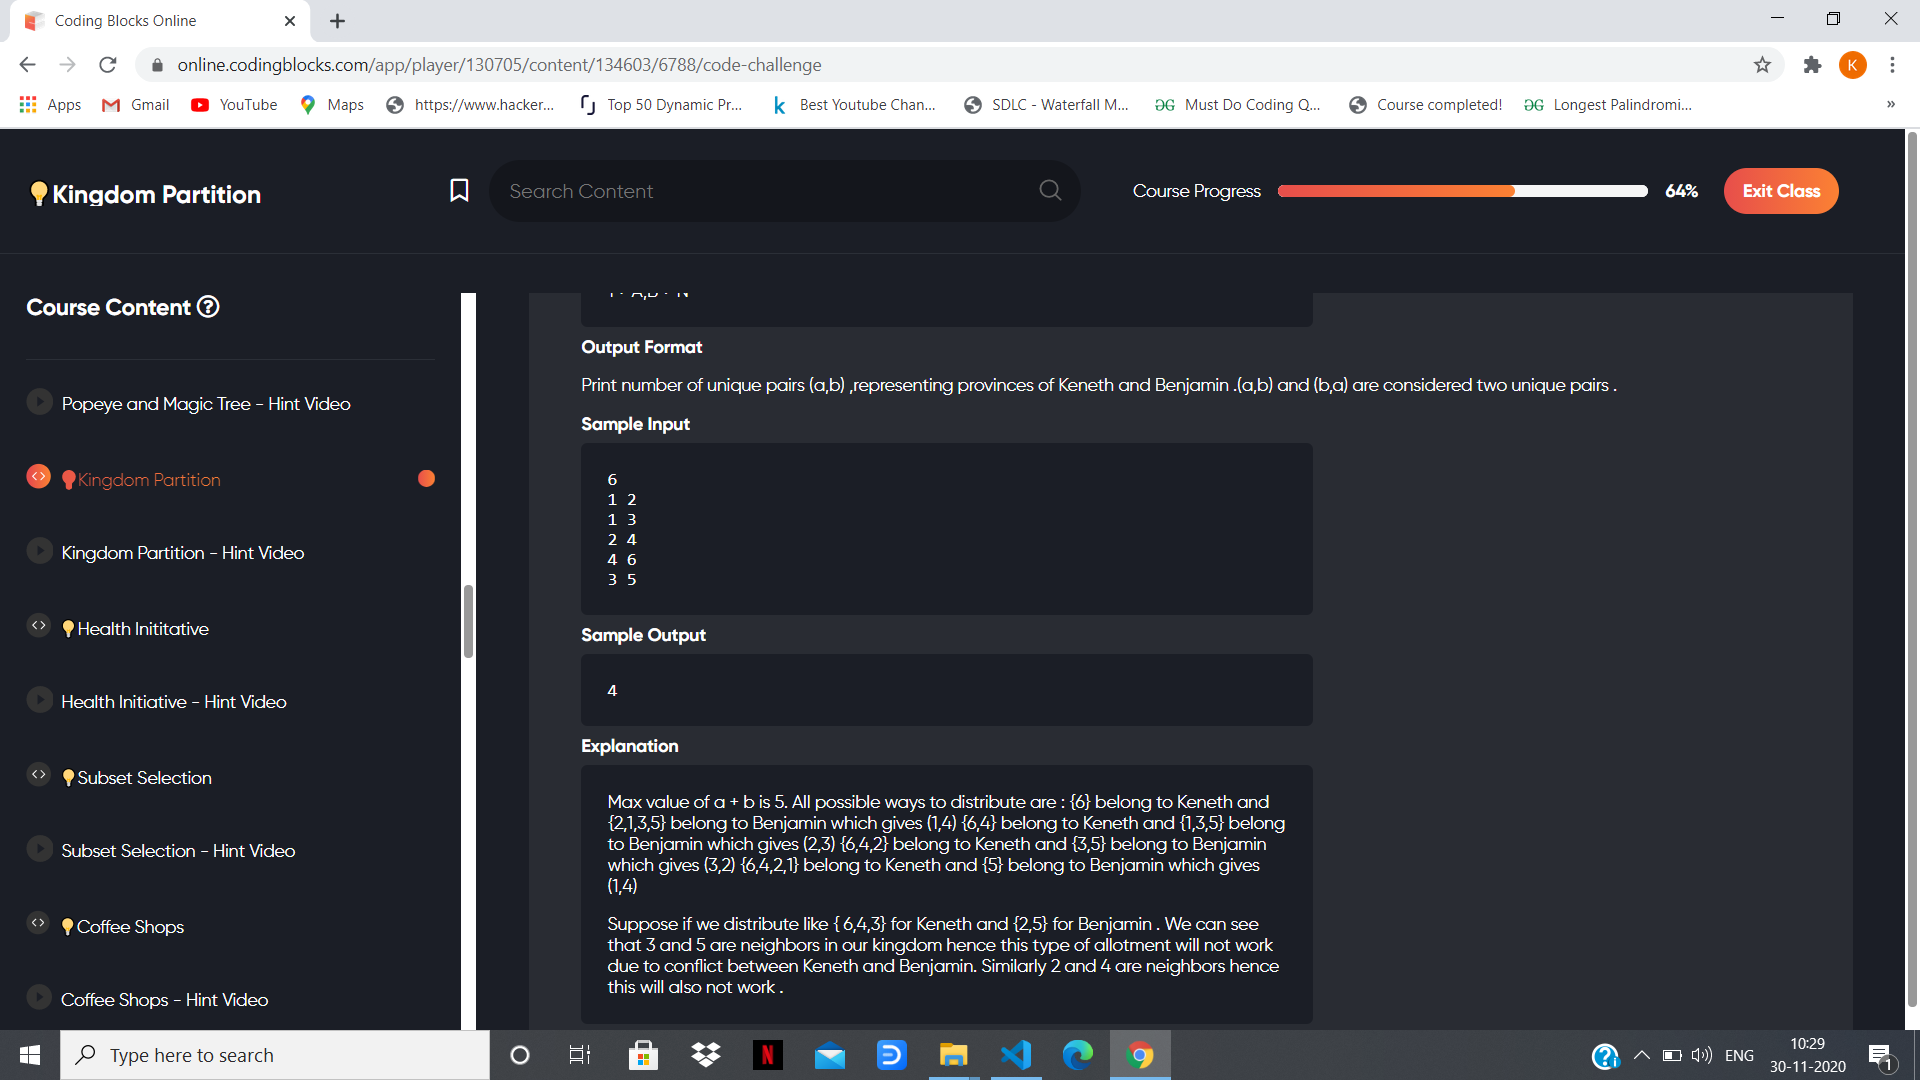 Coding Blocks Online
online.codingblocks.com/app/player/130705/content/134603/6788/code-challenge
K
Apps
Gmail
YouTube
Maps
https://www.hacker...
Top 50 Dynamic Pr...
Best Youtube Chan...
SDLC - Waterfall M...
Must Do Coding Q...
Course completed!
Longest Palindromi...
»
Kingdom Partition
Search Content
Course Progress
64%
Exit Class
Course Content
Popeye and Magic Tree - Hint Video
Kingdom Partition
Kingdom Partition - Hint Video
Health Inititative
Health Initiative - Hint Video
Subset Selection
Subset Selection - Hint Video
Coffee Shops
Coffee Shops - Hint Video
Output Format
Print number of unique pairs (a,b) ,representing provinces of Keneth and Benjamin .(a,b) and (b,a) are considered two unique pairs .
Sample Input
6
1 2
1 3
2 4
4 6
3 5
Sample Output
4
Explanation
Max value of a + b is 5. All possible ways to distribute are : {6} belong to Keneth and
{2,1,3,5} belong to Benjamin which gives (1,4) {6,4} belong to Keneth and {1,3,5} belong
to Benjamin which gives (2,3) {6,4,2} belong to Keneth and {3,5} belong to Benjamin
which gives (3,2) {6,4,2,1} belong to Keneth and {5} belong to Benjamin which gives
(1,4)
Suppose if we distribute like { 6,4,3} for Keneth and {2,5} for Benjamin . We can see
that 3 and 5 are neighbors in our kingdom hence this type of allotment will not work
due to conflict between Keneth and Benjamin. Similarly 2 and 4 are neighbors hence
this will also not work .
Type here to search
ENG
10:29
30-11-2020
1